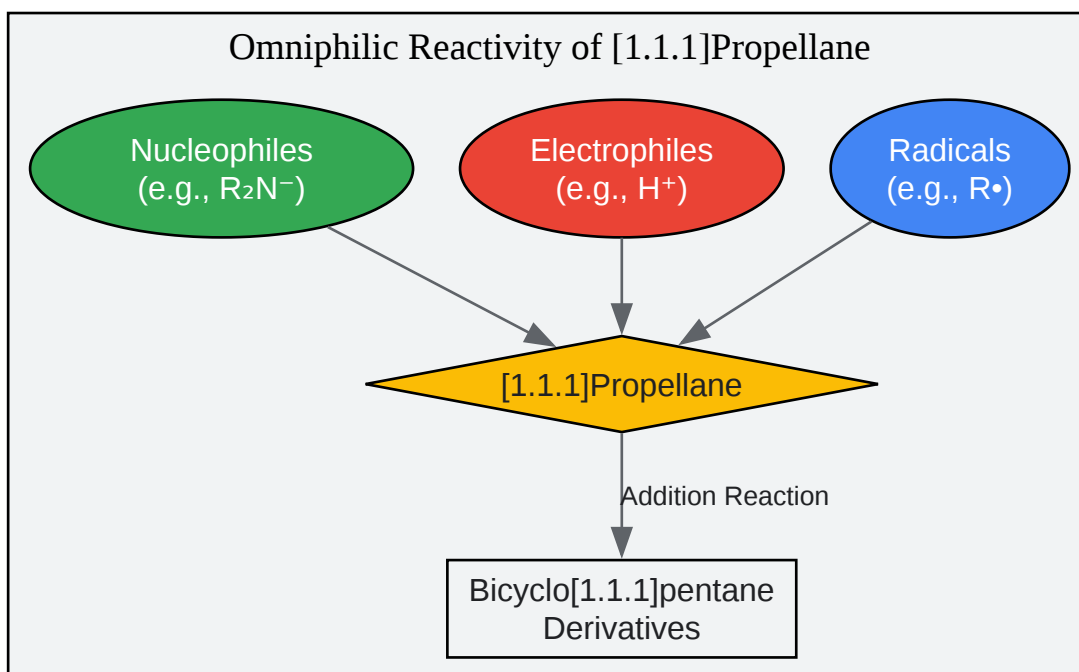 Omniphilic Reactivity of [1.1.1]Propellane
Nucleophiles
(e.g., R₂N⁻)
Electrophiles
(e.g., H⁺)
Radicals
(e.g., R•)
[1.1.1]Propellane
Addition Reaction
Bicyclo[1.1.1]pentane
Derivatives